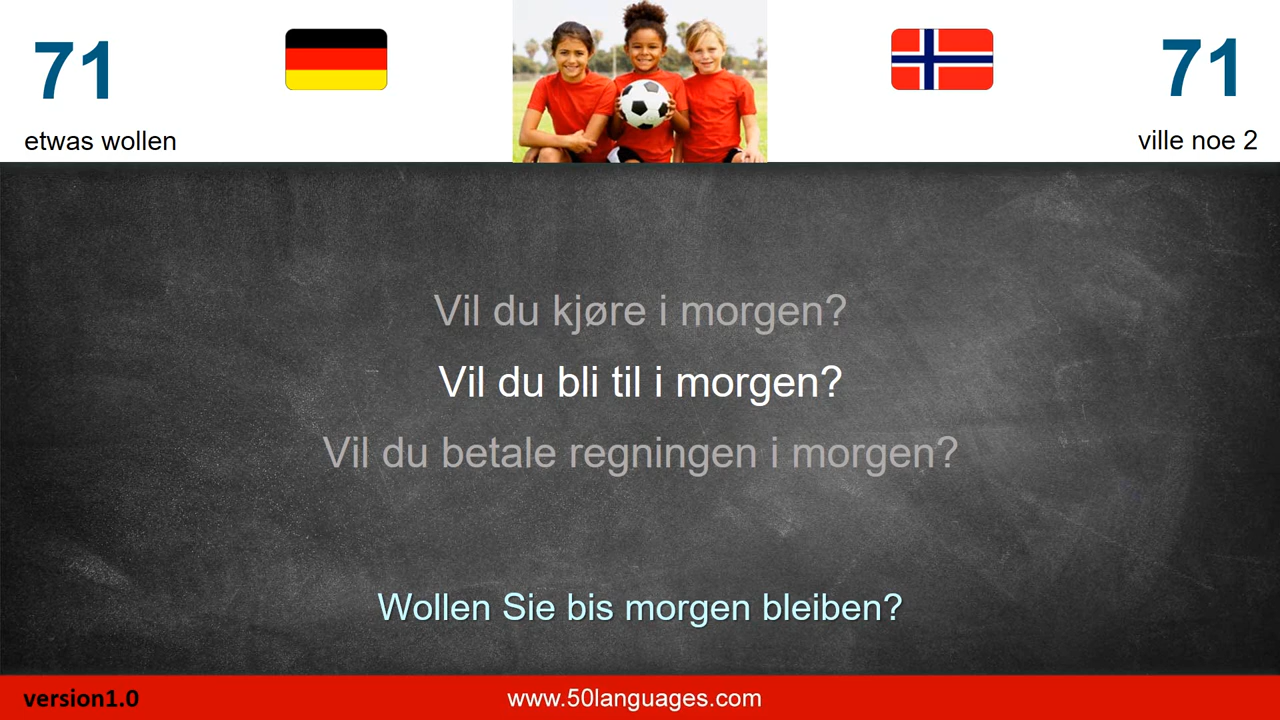 71
71
etwas wollen
ville noe 2
Vil du kjøre i morgen?
Vil du bli til i morgen?
Vil du betale regningen i morgen?
Wollen Sie bis morgen bleiben?
version1.0
www.50languages.com